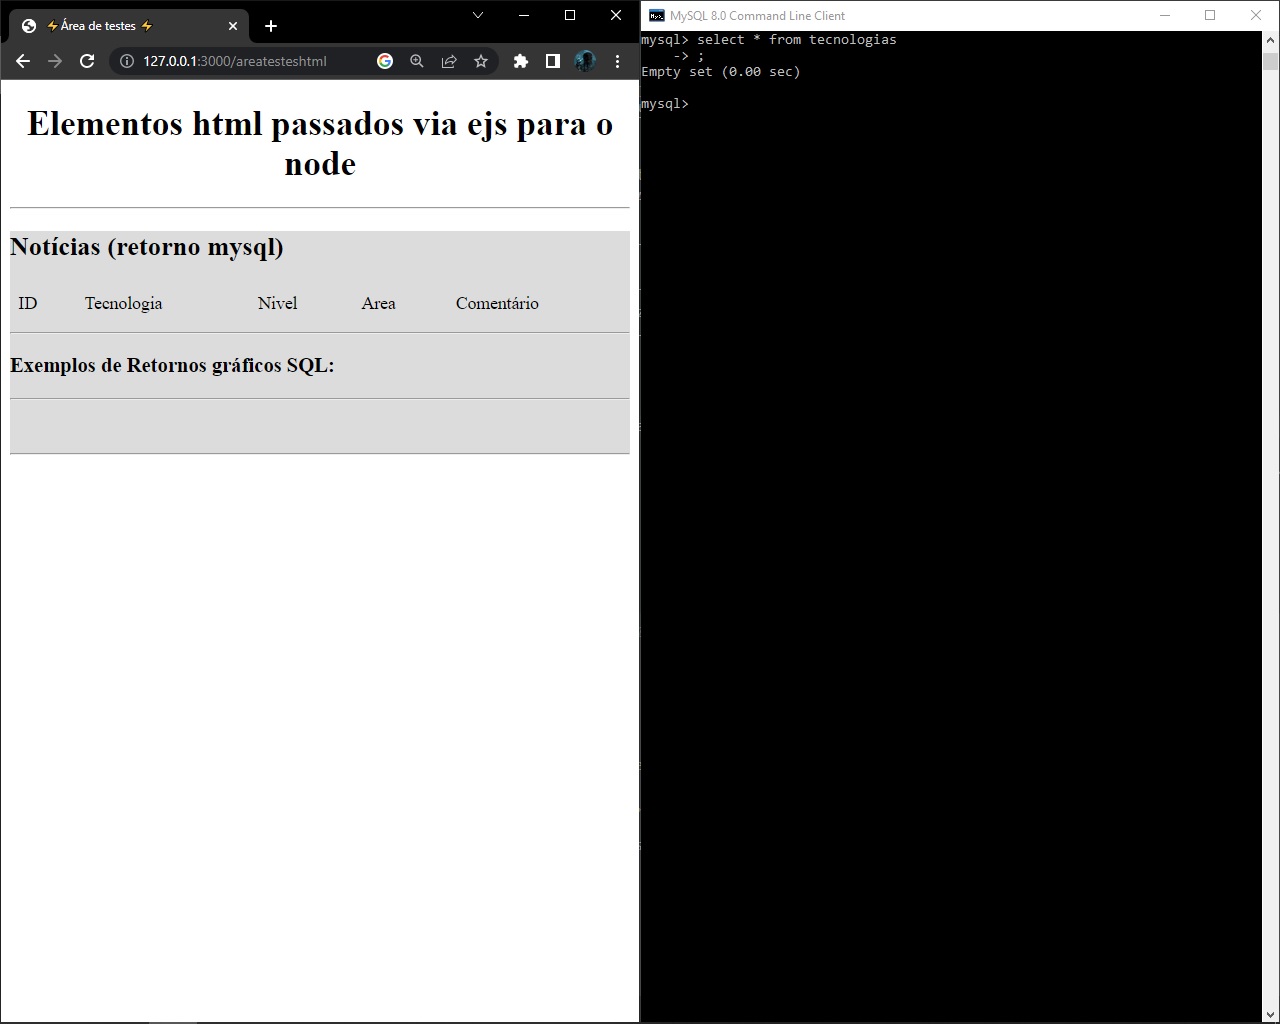 ⚡Área de testes ⚡
127.0.0.1:3000/areatesteshtml
Elementos html passados via ejs para o
node
Notícias (retorno mysql)
ID Tecnologia Nivel Area Comentário
Exemplos de Retornos gráficos SQL:
MySQL 8.0 Command Line Client
mysql> select * from tecnologias
-> ;
Empty set (0.00 sec)
mysql>